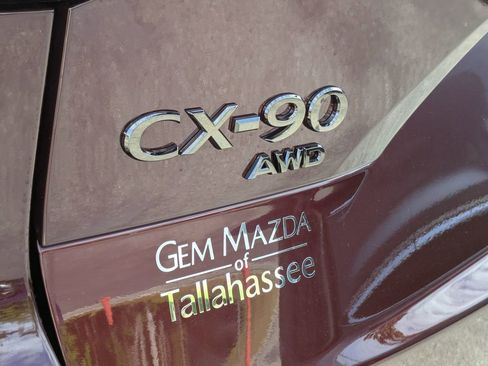 CX-90
AWD
GEM MAZDA
of
Tallahassee